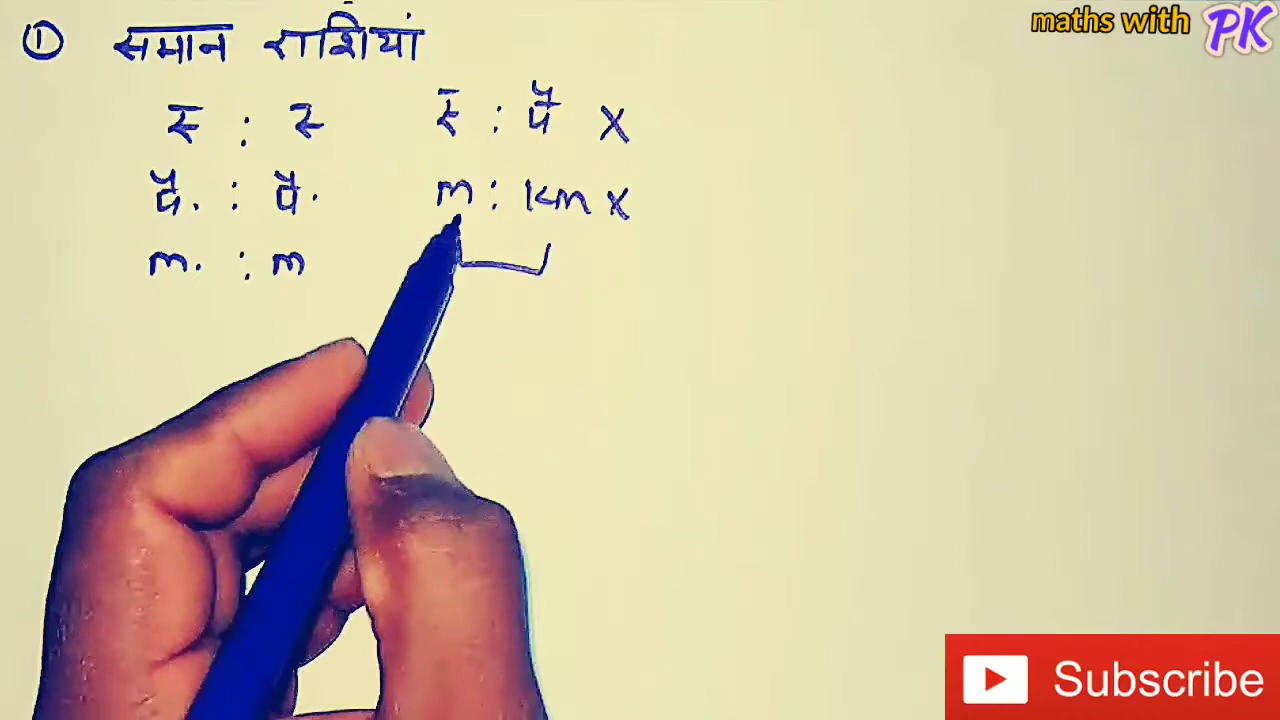 ① समान राशियां
रु : रु रु : पै X
पै. : पै. m : km X
m. : m
maths with PK
Subscribe